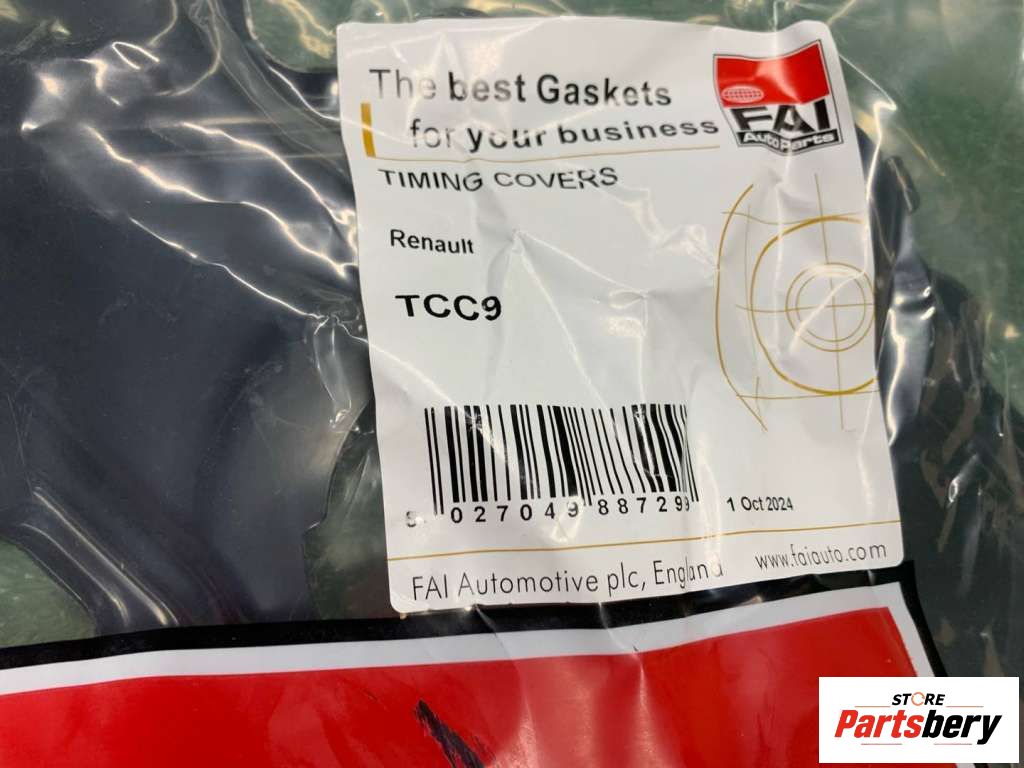 The best Gaskets
for your business
FAI
AutoParts
TIMING COVERS
Renault
TCC9
5 027049 887299
1 Oct 2024
FAI Automotive plc, England
www.faiauto.com
STORE
Partsbery